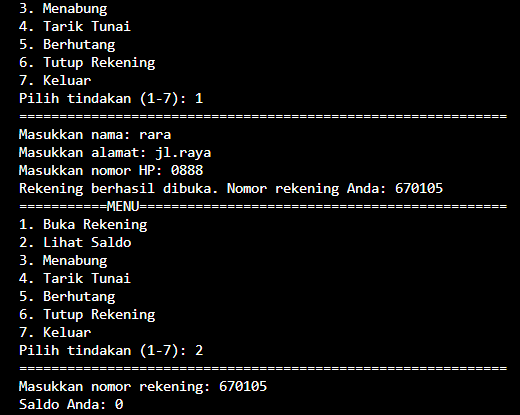 3. Menabung
4. Tarik Tunai
5. Berhutang
6. Tutup Rekening
7. Keluar
Pilih tindakan (1-7): 1
=============================================================
Masukkan nama: rara
Masukkan alamat: jl.raya
Masukkan nomor HP: 0888
Rekening berhasil dibuka. Nomor rekening Anda: 670105
===========MENU==============================================
1. Buka Rekening
2. Lihat Saldo
3. Menabung
4. Tarik Tunai
5. Berhutang
6. Tutup Rekening
7. Keluar
Pilih tindakan (1-7): 2
=============================================================
Masukkan nomor rekening: 670105
Saldo Anda: 0